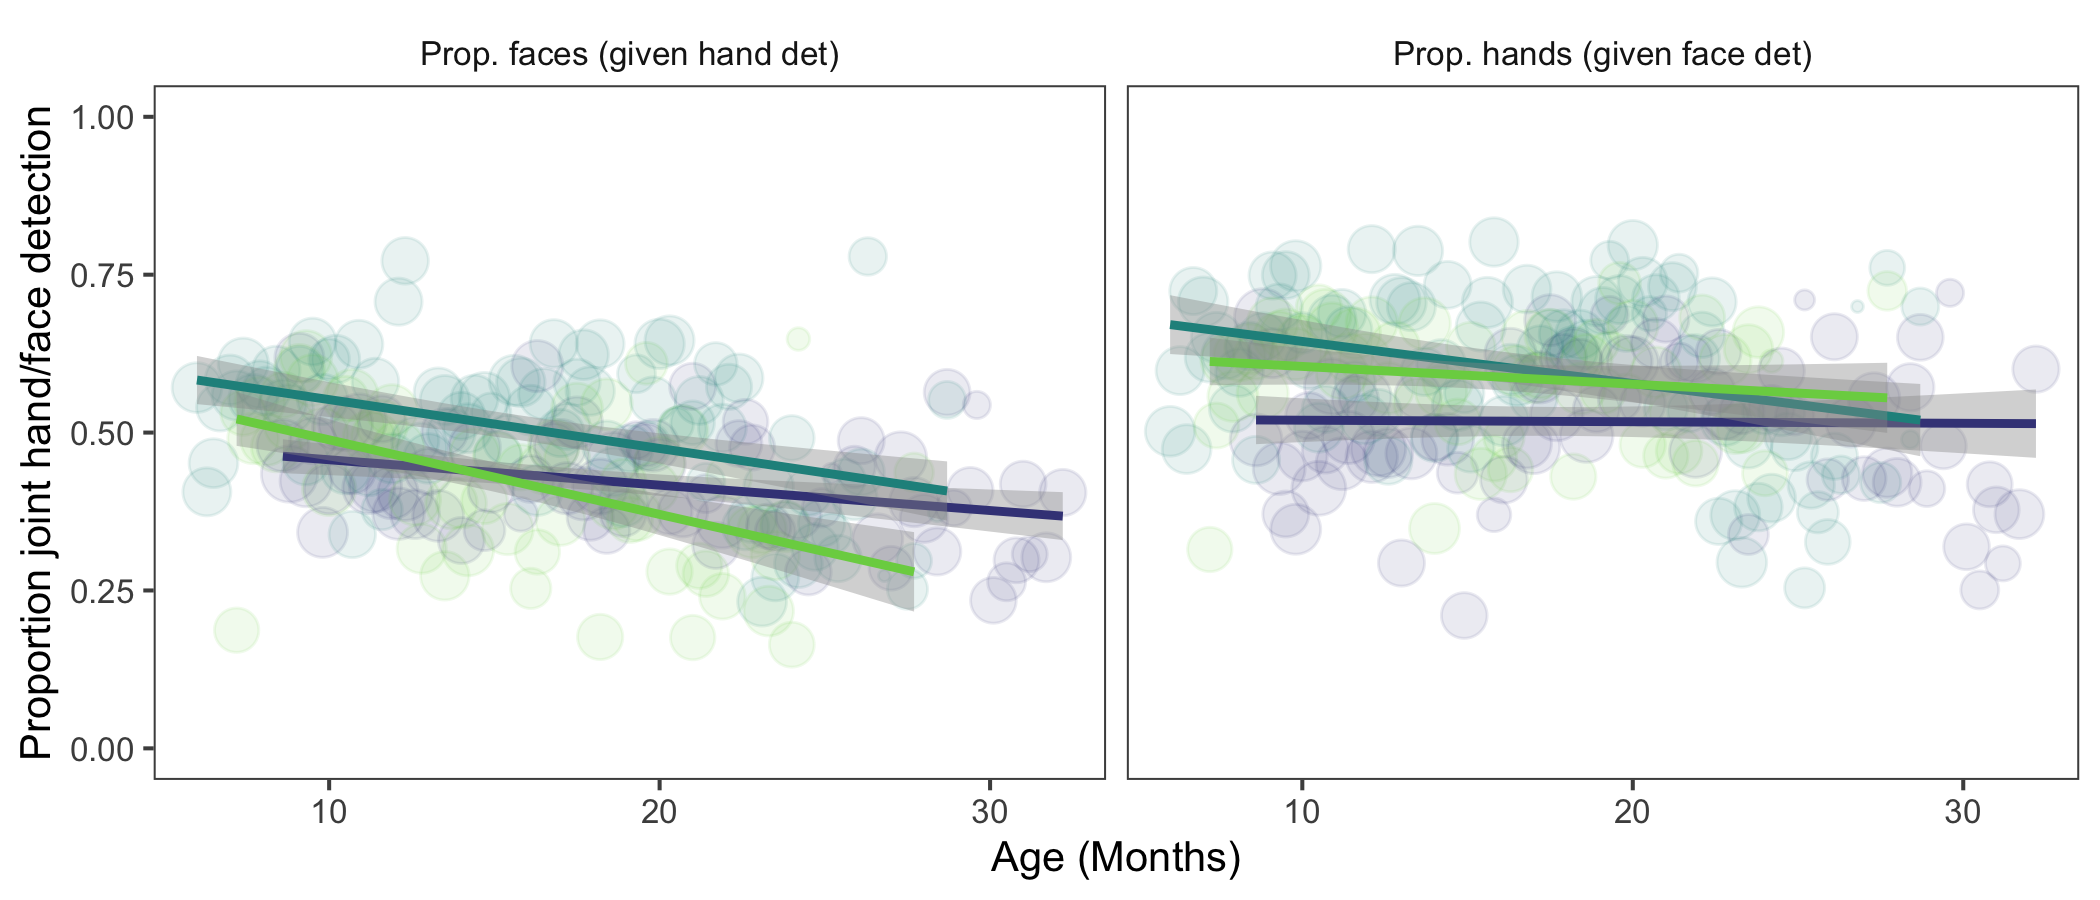 Prop. faces (given hand det)
Prop. hands (given face det)
Proportion joint hand/face detection
1.00
0.75
0.50
0.25
0.00
10
20
30
10
20
30
Age (Months)